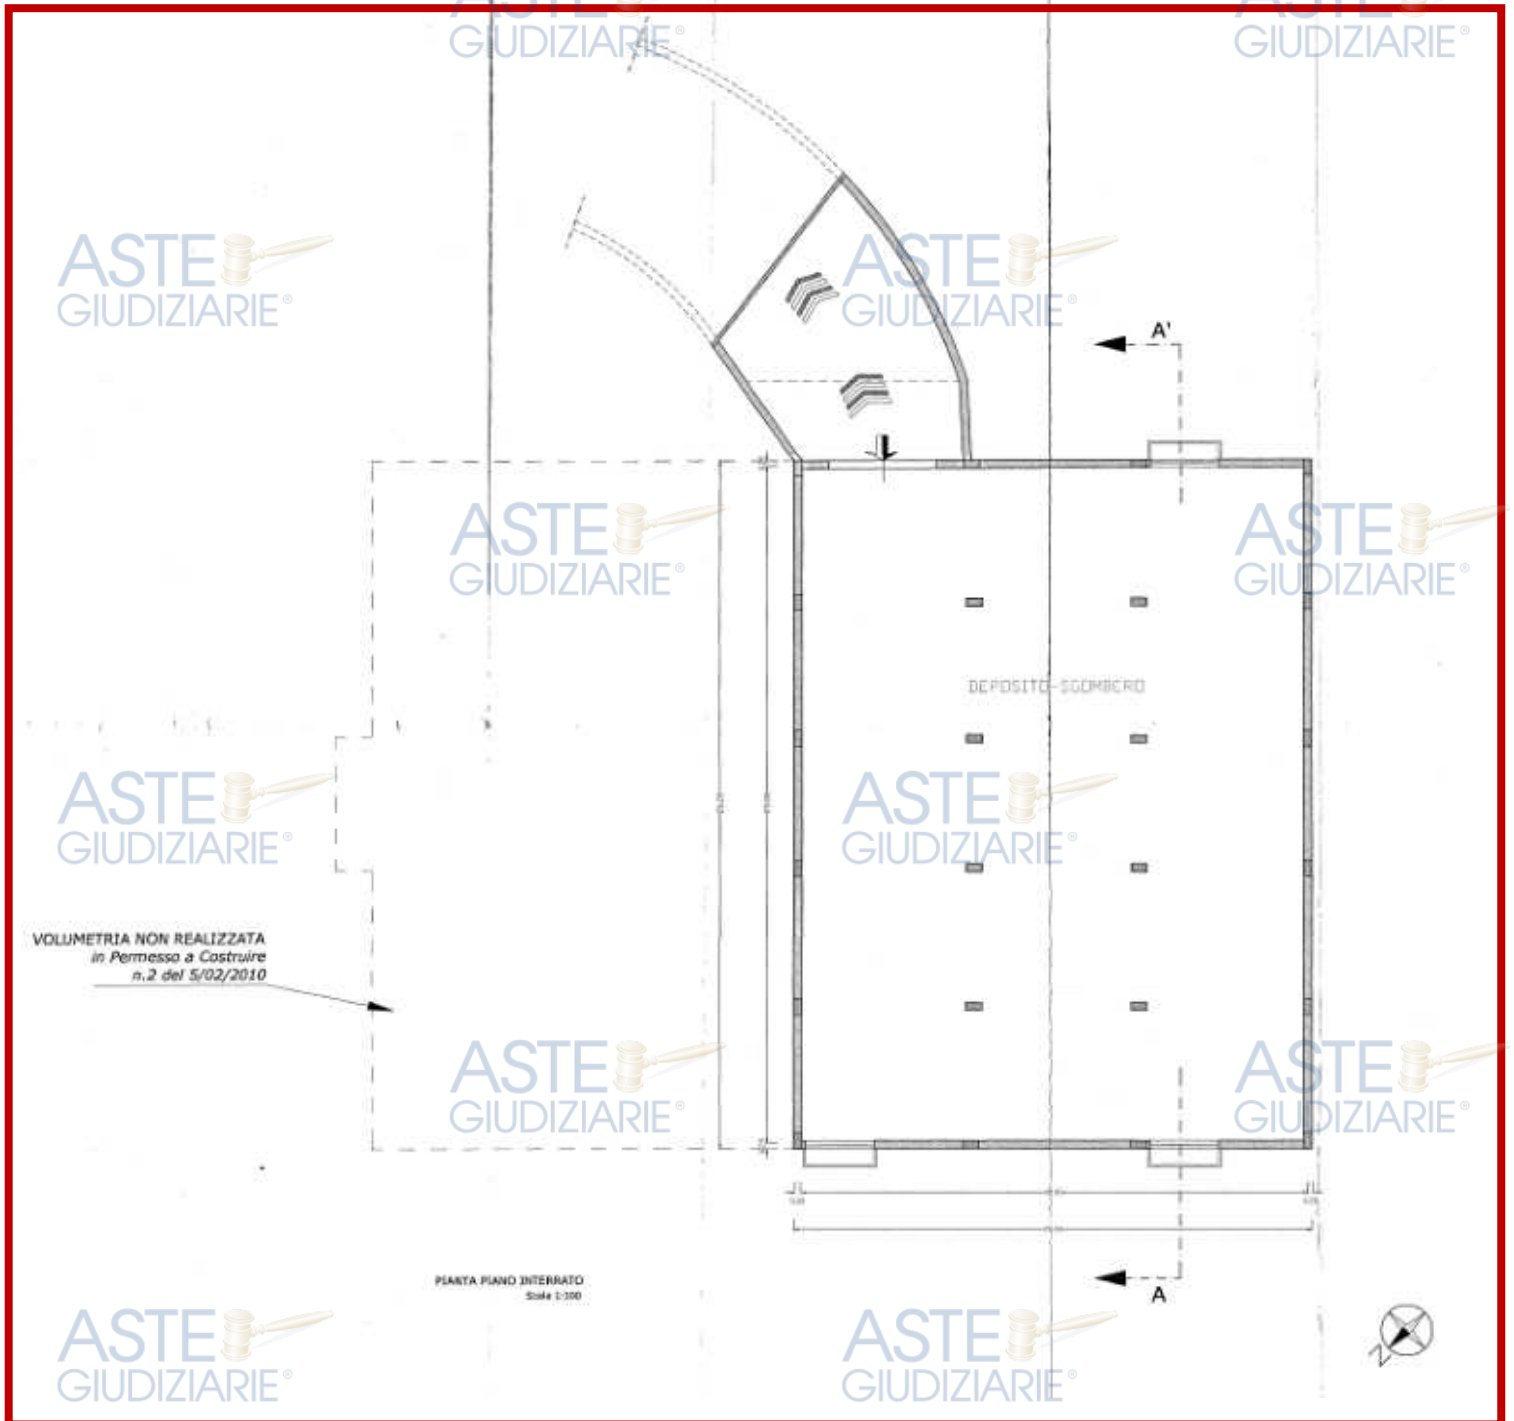 ASTE
GIUDIZIARIE®
ASTE
GIUDIZIARIE®
ASTE
GIUDIZIARIE®
ASTE
GIUDIZIARIE®
A'
ASTE
GIUDIZIARIE®
ASTE
GIUDIZIARIE®
DEPOSITO-SGOMBERO
ASTE
GIUDIZIARIE®
ASTE
GIUDIZIARIE®
VOLUMETRIA NON REALIZZATA
in Permesso a Costruire
n.2 del 5/02/2010
ASTE
GIUDIZIARIE®
ASTE
GIUDIZIARIE®
PIANTA PIANO INTERRATO
Scala 1:100
A
ASTE
GIUDIZIARIE®
ASTE
GIUDIZIARIE®
N